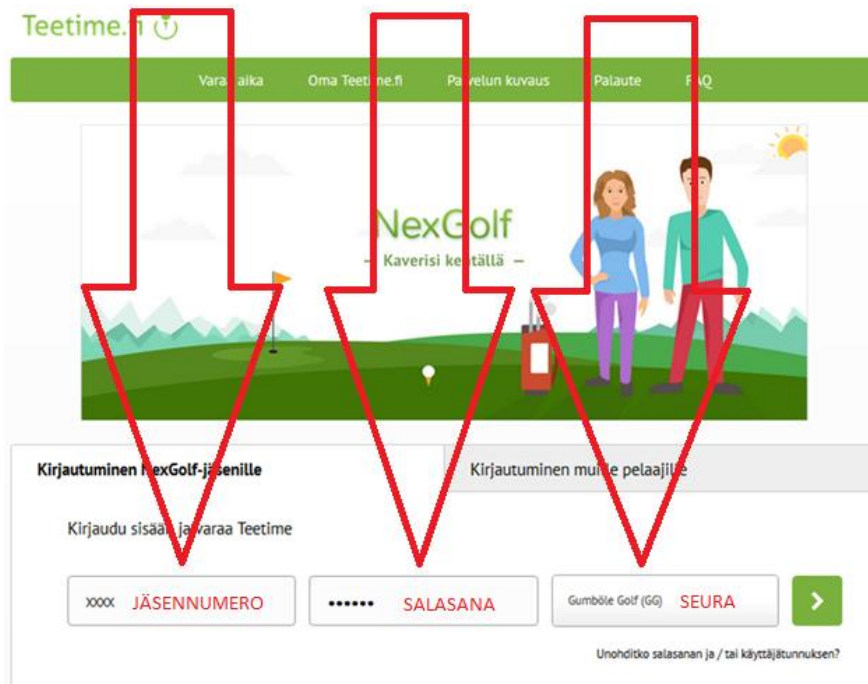 Teetime.fi
Varaa aika Oma Teetime.fi Palvelun kuvaus Palaute FAQ
NexGolf
– Kaverisi kentällä –
Kirjautuminen NexGolf-jäsenille Kirjautuminen muille pelaajille
Kirjaudu sisään ja varaa Teetime
xxxx JÄSENNUMERO •••••• SALASANA Gumböle Golf (GG) SEURA
Unohditko salasanan ja / tai käyttäjätunnuksen?